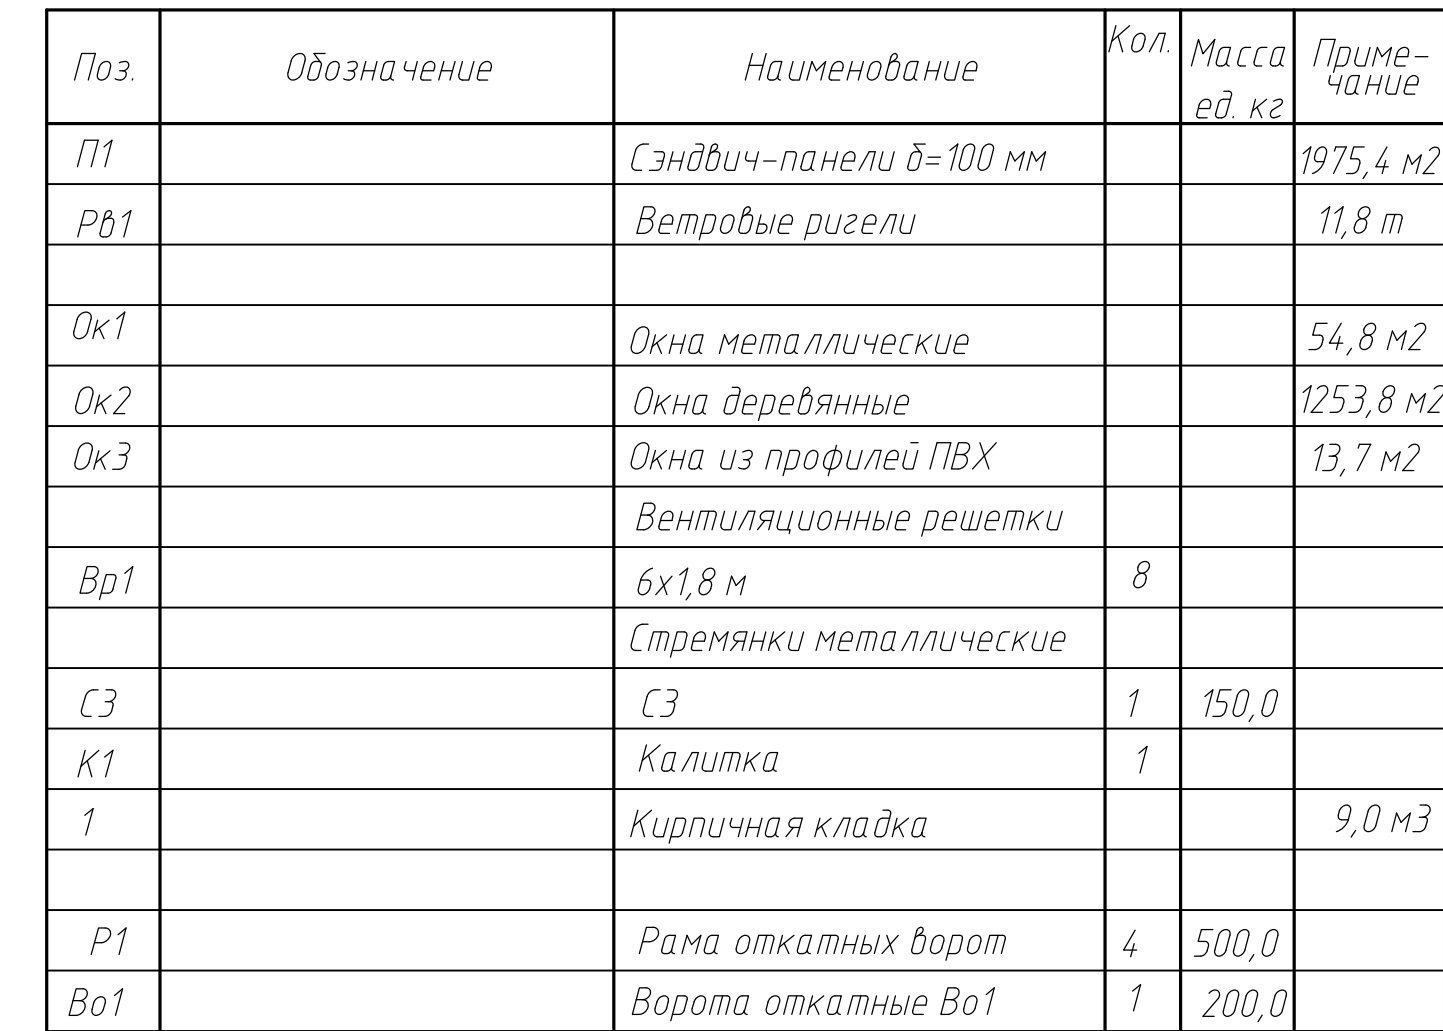 Поз. Обозначение Наименование Кол. Масса ед. кг Приме-чание
П1 Сэндвич-панели δ=100 мм 1975,4 м2
Рв1 Ветровые ригели 11,8 т
Ок1 Окна металлические 54,8 м2
Ок2 Окна деревянные 1253,8 м2
Ок3 Окна из профилей ПВХ 13,7 м2
Вентиляционные решетки
Вр1 6х1,8 м 8
Стремянки металлические
С3 С3 1 150,0
К1 Калитка 1
1 Кирпичная кладка 9,0 м3
Р1 Рама откатных ворот 4 500,0
Во1 Ворота откатные Во1 1 200,0